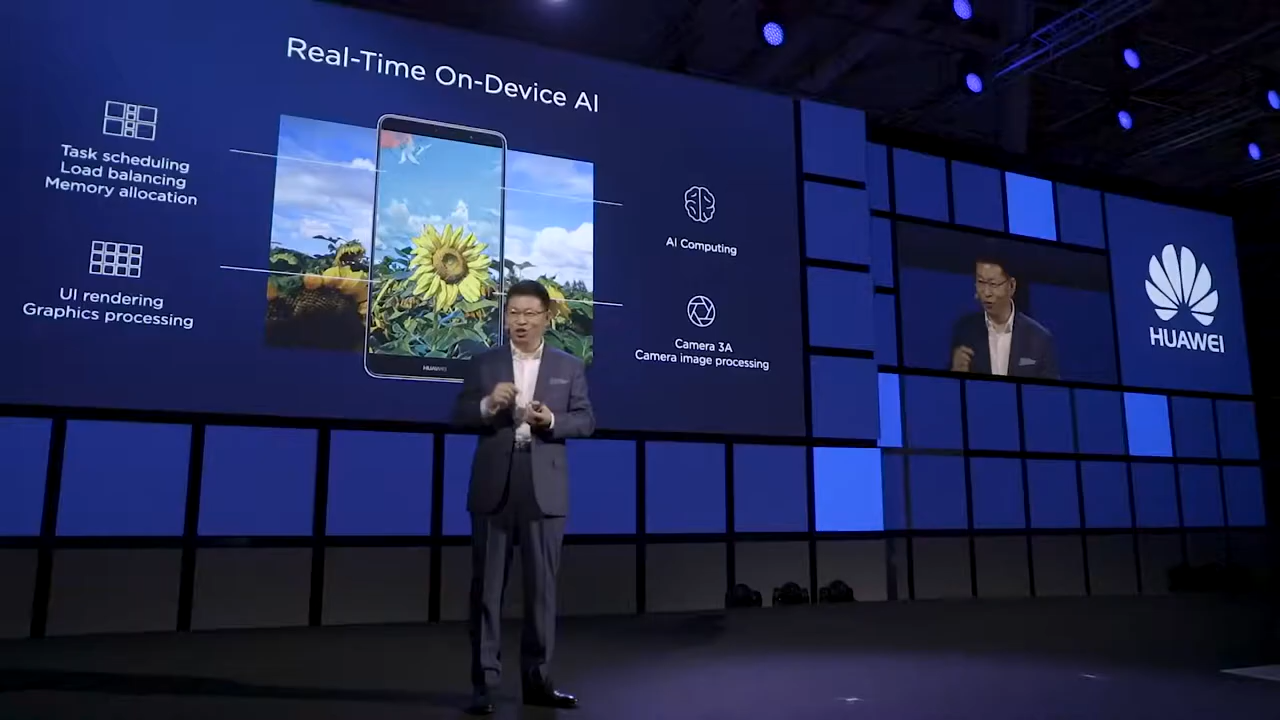 Real-Time On-Device AI
Task scheduling
Load balancing
Memory allocation
UI rendering
Graphics processing
AI Computing
Camera 3A
Camera image processing
HUAWEI
HUAWEI